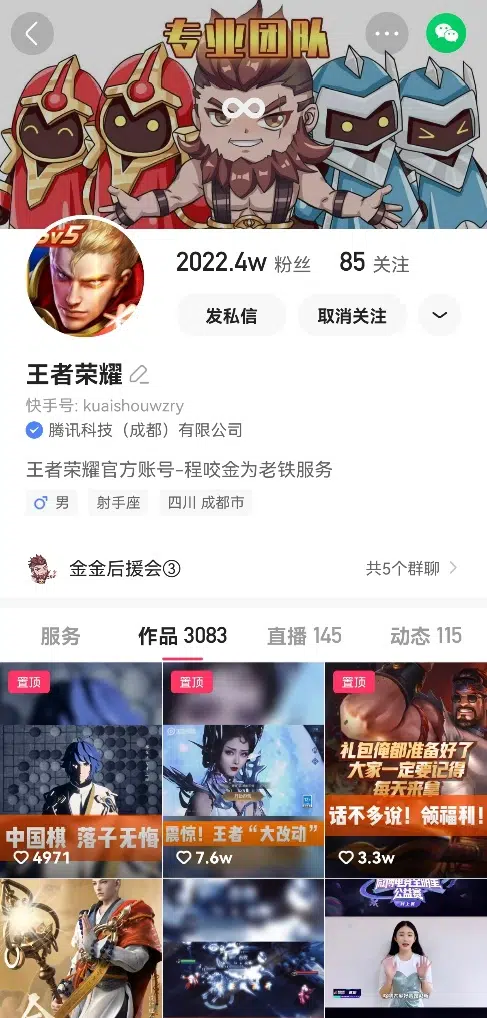 专业团队
5v5
2022.4w 粉丝 85 关注
发私信 取消关注
王者荣耀
快手号: kuaishouwzry
腾讯科技（成都）有限公司
王者荣耀官方账号-程咬金为老铁服务
男 射手座 四川 成都市
金金后援会③ 共5个群聊
服务 作品 3083 直播 145 动态 115
置顶 置顶 置顶
礼包俺都准备好了
大家一定要记得
每天来拿
中国棋 落子无悔 震惊！王者“大改动” 话不多说！领福利！
4971 7.6w 3.3w
公益赛